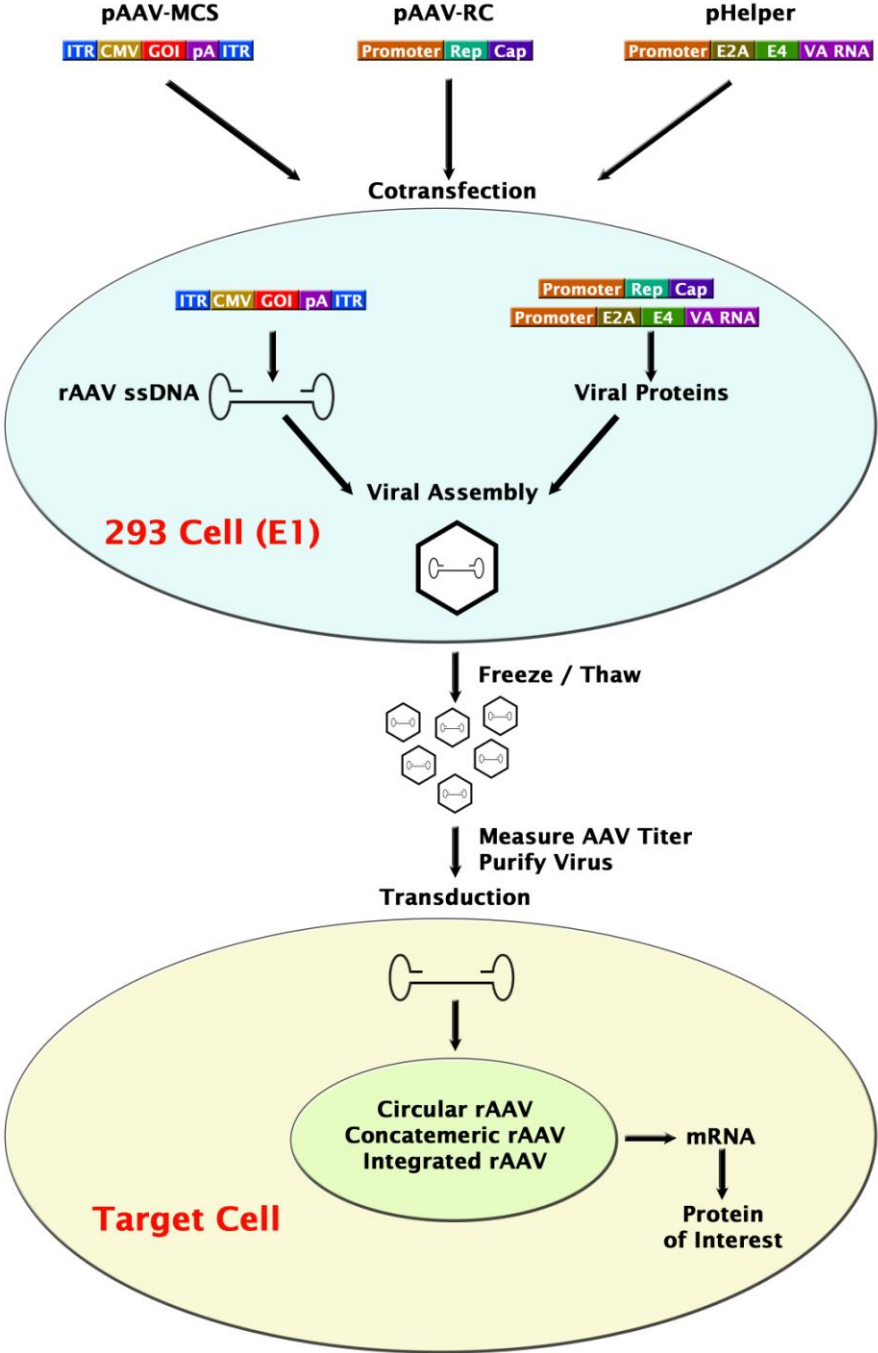 pAAV-MCS
ITR CMV GOI pA ITR
pAAV-RC
Promoter Rep Cap
pHelper
Promoter E2A E4 VA RNA
Cotransfection
ITR CMV GOI pA ITR
Promoter Rep Cap
Promoter E2A E4 VA RNA
rAAV ssDNA
Viral Proteins
Viral Assembly
293 Cell (E1)
Freeze / Thaw
Measure AAV Titer
Purify Virus
Transduction
Circular rAAV
Concatemeric rAAV
Integrated rAAV
mRNA
Protein
of Interest
Target Cell